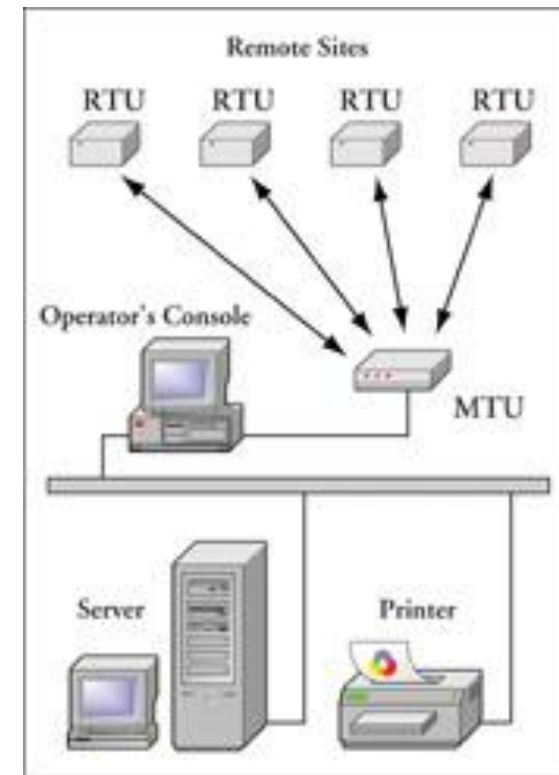 Remote Sites
RTU RTU RTU RTU
Operator's Console
MTU
Server
Printer